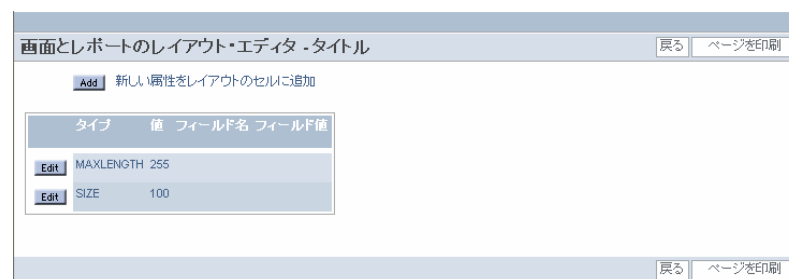 画面とレポートのレイアウト・エディタ - タイトル 戻る ページを印刷
Add 新しい属性をレイアウトのセルに追加
タイプ 値 フィールド名 フィールド値
Edit MAXLENGTH 255
Edit SIZE 100
戻る ページを印刷